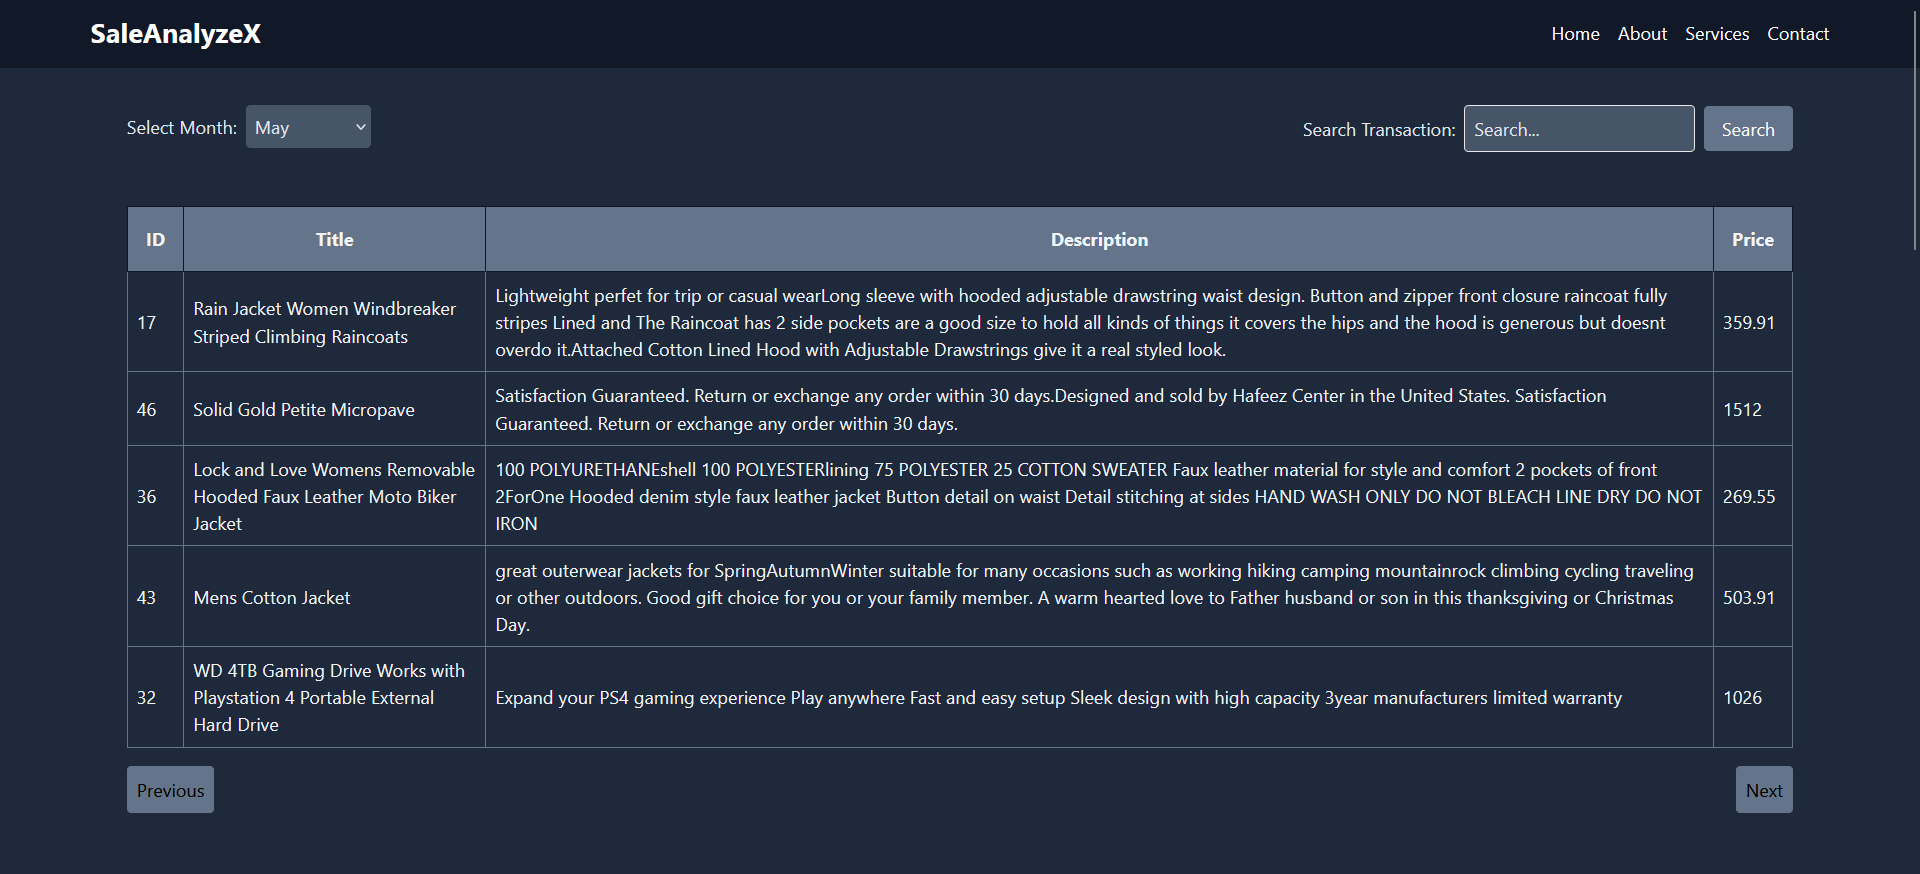 SaleAnalyzeX
Home About Services Contact
Select Month: May
Search Transaction: Search... Search
ID Title Description Price
17
Rain Jacket Women Windbreaker
Striped Climbing Raincoats
Lightweight perfet for trip or casual wearLong sleeve with hooded adjustable drawstring waist design. Button and zipper front closure raincoat fully
stripes Lined and The Raincoat has 2 side pockets are a good size to hold all kinds of things it covers the hips and the hood is generous but doesnt
overdo it.Attached Cotton Lined Hood with Adjustable Drawstrings give it a real styled look.
359.91
46
Solid Gold Petite Micropave
Satisfaction Guaranteed. Return or exchange any order within 30 days.Designed and sold by Hafeez Center in the United States. Satisfaction
Guaranteed. Return or exchange any order within 30 days.
1512
36
Lock and Love Womens Removable
Hooded Faux Leather Moto Biker
Jacket
100 POLYURETHANEshell 100 POLYESTERlining 75 POLYESTER 25 COTTON SWEATER Faux leather material for style and comfort 2 pockets of front
2ForOne Hooded denim style faux leather jacket Button detail on waist Detail stitching at sides HAND WASH ONLY DO NOT BLEACH LINE DRY DO NOT
IRON
269.55
43
Mens Cotton Jacket
great outerwear jackets for SpringAutumnWinter suitable for many occasions such as working hiking camping mountainrock climbing cycling traveling
or other outdoors. Good gift choice for you or your family member. A warm hearted love to Father husband or son in this thanksgiving or Christmas
Day.
503.91
32
WD 4TB Gaming Drive Works with
Playstation 4 Portable External
Hard Drive
Expand your PS4 gaming experience Play anywhere Fast and easy setup Sleek design with high capacity 3year manufacturers limited warranty
1026
Previous Next